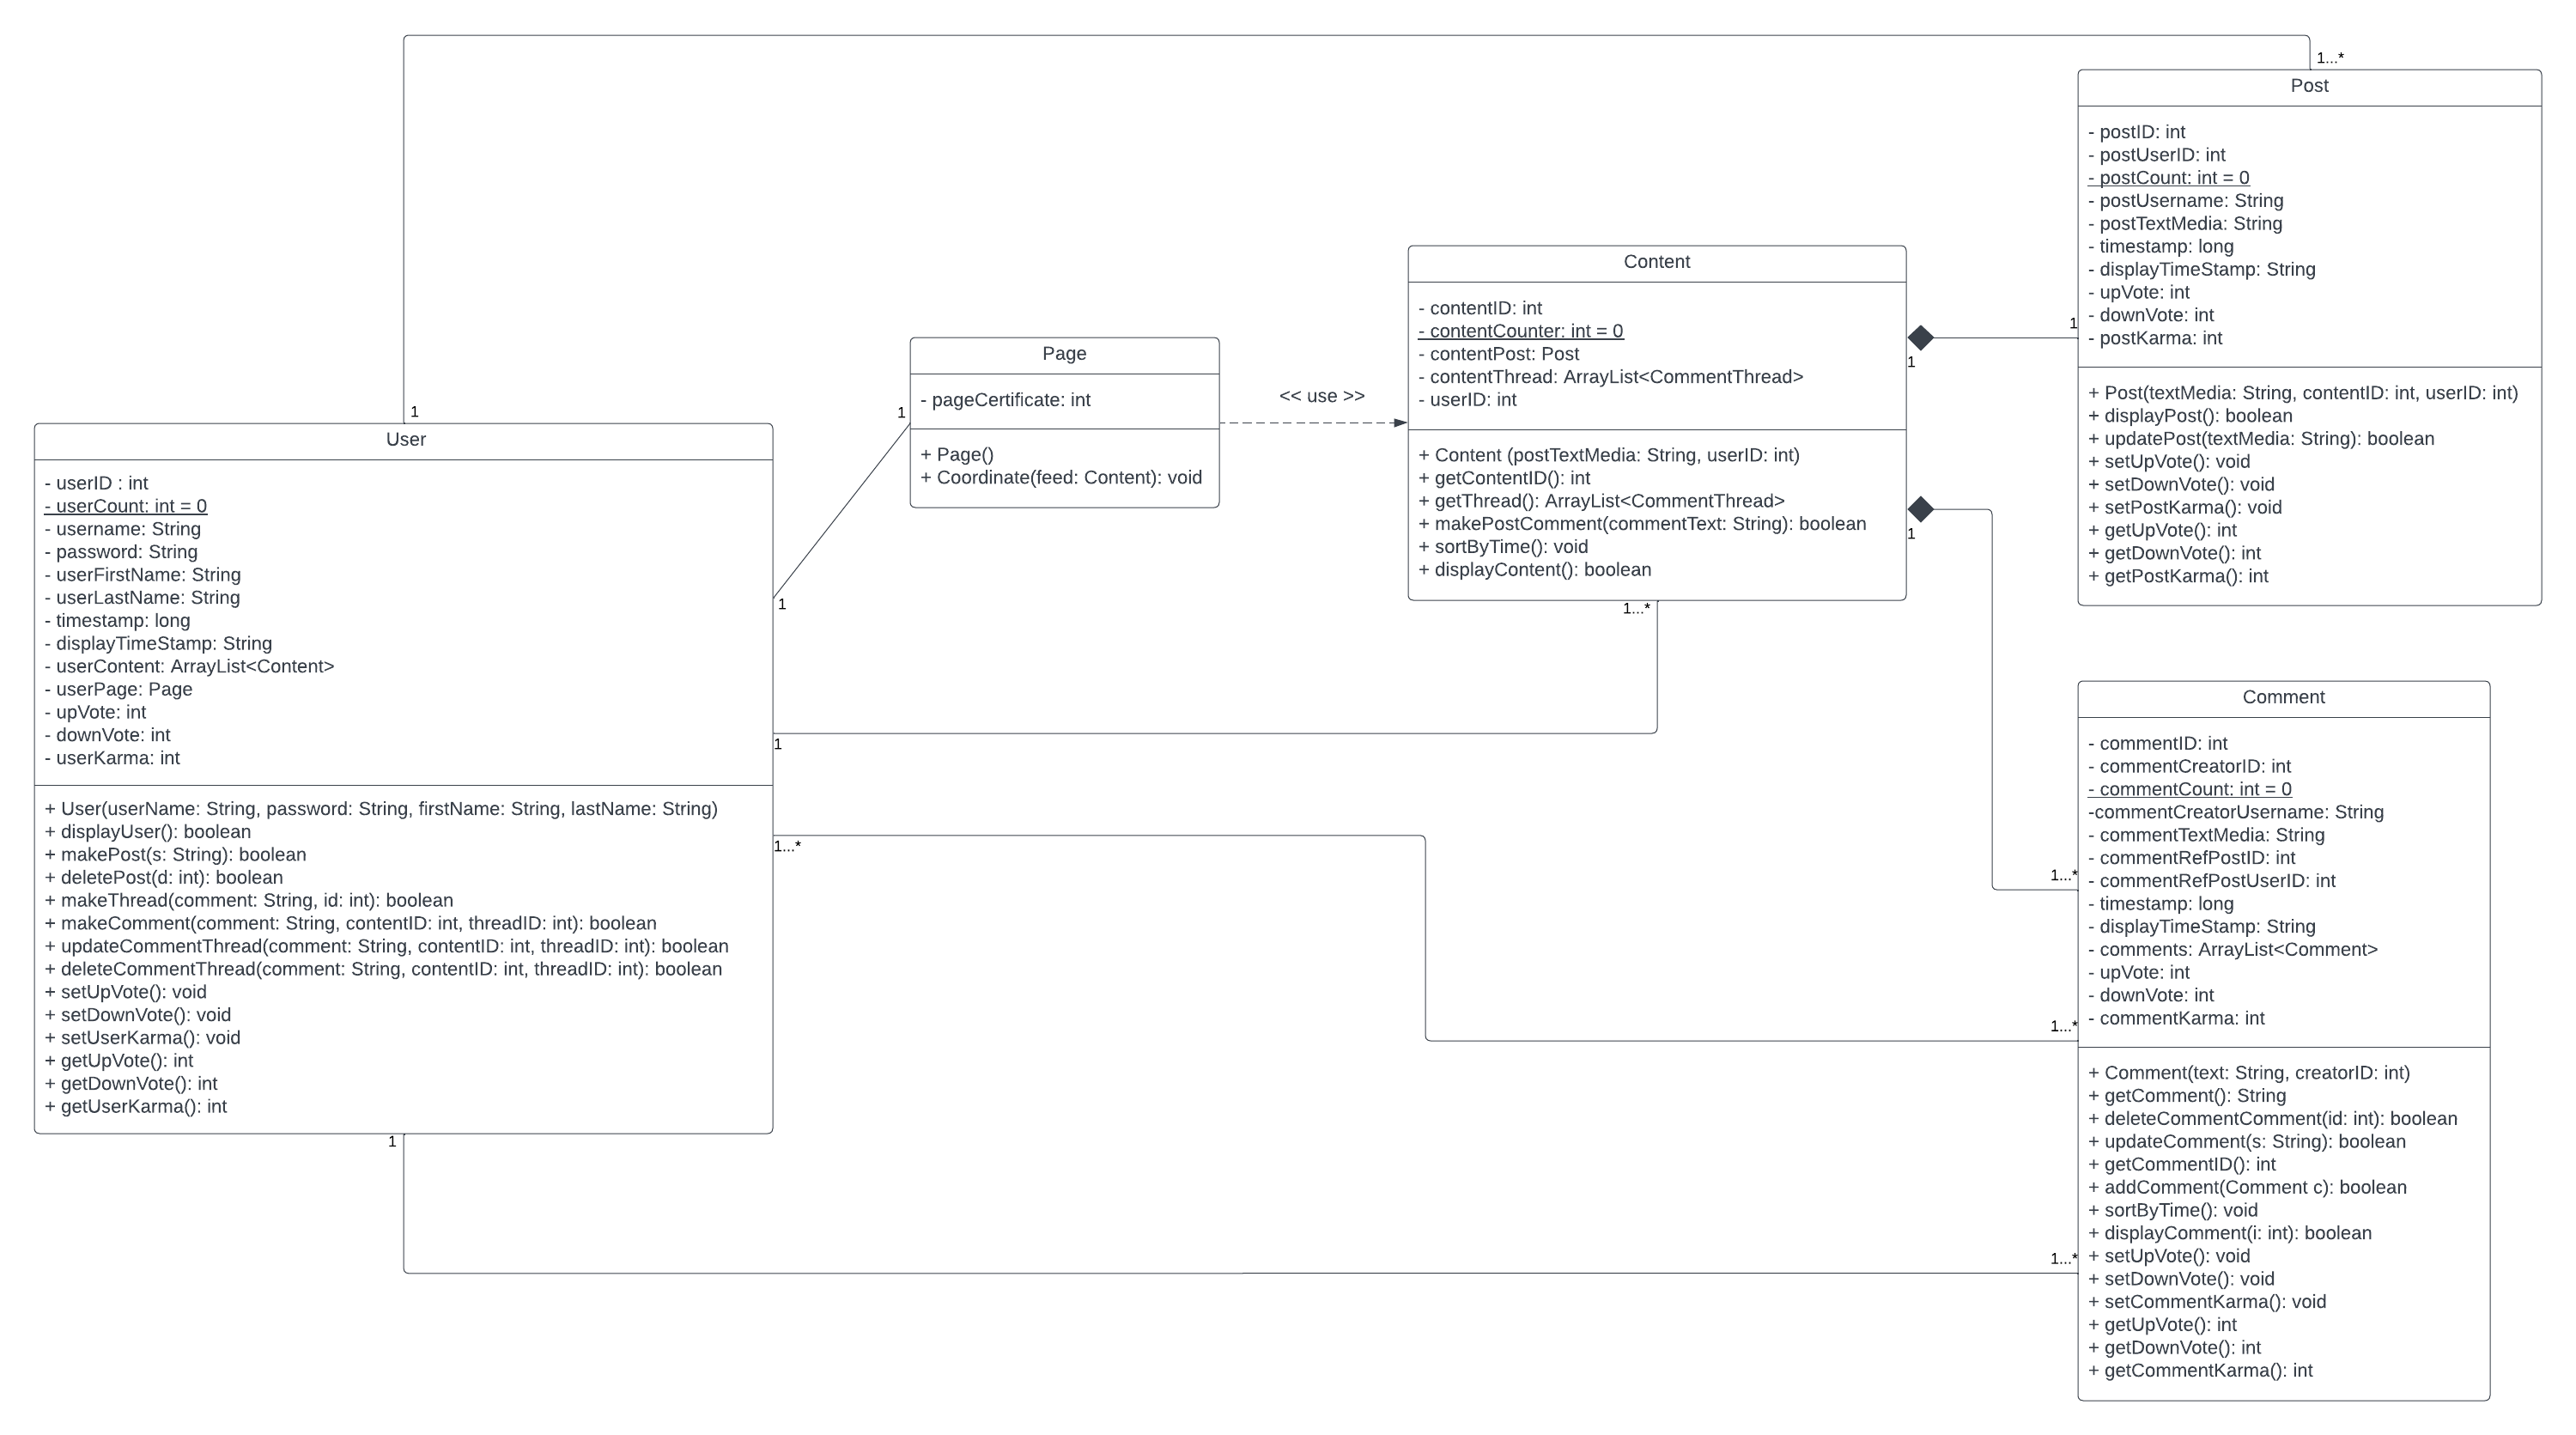 1...*
Post
- postID: int
- postUserID: int
- postCount: int = 0
- postUsername: String
- postTextMedia: String
- timestamp: long
- displayTimeStamp: String
- upVote: int
- downVote: int
- postKarma: int
+ Post(textMedia: String, contentID: int, userID: int)
+ displayPost(): boolean
+ updatePost(textMedia: String): boolean
+ setUpVote(): void
+ setDownVote(): void
+ setPostKarma(): void
+ getUpVote(): int
+ getDownVote(): int
+ getPostKarma(): int
1
1
Content
- contentID: int
- contentCounter: int = 0
- contentPost: Post
- contentThread: ArrayList<CommentThread>
- userID: int
+ Content (postTextMedia: String, userID: int)
+ getContentID(): int
+ getThread(): ArrayList<CommentThread>
+ makePostComment(commentText: String): boolean
+ sortByTime(): void
+ displayContent(): boolean
1
1...*
<< use >>
Page
- pageCertificate: int
+ Page()
+ Coordinate(feed: Content): void
1
1
1
User
- userID : int
- userCount: int = 0
- username: String
- password: String
- userFirstName: String
- userLastName: String
- timestamp: long
- displayTimeStamp: String
- userContent: ArrayList<Content>
- userPage: Page
- upVote: int
- downVote: int
- userKarma: int
+ User(userName: String, password: String, firstName: String, lastName: String)
+ displayUser(): boolean
+ makePost(s: String): boolean
+ deletePost(d: int): boolean
+ makeThread(comment: String, id: int): boolean
+ makeComment(comment: String, contentID: int, threadID: int): boolean
+ updateCommentThread(comment: String, contentID: int, threadID: int): boolean
+ deleteCommentThread(comment: String, contentID: int, threadID: int): boolean
+ setUpVote(): void
+ setDownVote(): void
+ setUserKarma(): void
+ getUpVote(): int
+ getDownVote(): int
+ getUserKarma(): int
1
1...*
1
Comment
- commentID: int
- commentCreatorID: int
- commentCount: int = 0
-commentCreatorUsername: String
- commentTextMedia: String
- commentRefPostID: int
- commentRefPostUserID: int
- timestamp: long
- displayTimeStamp: String
- comments: ArrayList<Comment>
- upVote: int
- downVote: int
- commentKarma: int
+ Comment(text: String, creatorID: int)
+ getComment(): String
+ deleteCommentComment(id: int): boolean
+ updateComment(s: String): boolean
+ getCommentID(): int
+ addComment(Comment c): boolean
+ sortByTime(): void
+ displayComment(i: int): boolean
+ setUpVote(): void
+ setDownVote(): void
+ setCommentKarma(): void
+ getUpVote(): int
+ getDownVote(): int
+ getCommentKarma(): int
1...*
1...*
1...*